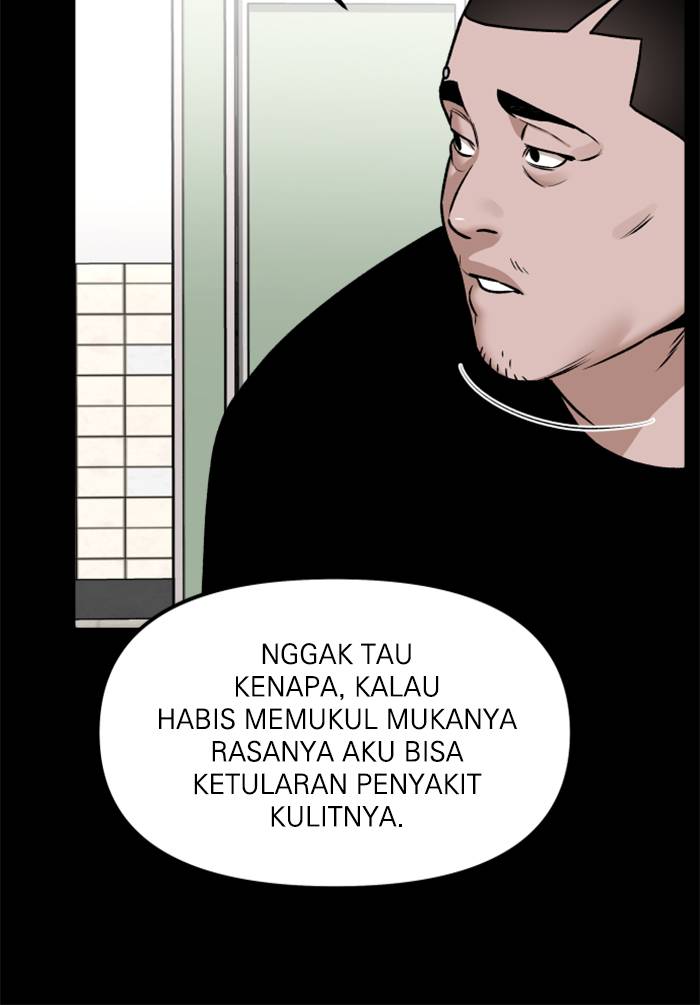 NGGAK TAU
KENAPA, KALAU
HABIS MEMUKUL MUKANYA
RASANYA AKU BISA
KETULARAN PENYAKIT
KULITNYA.